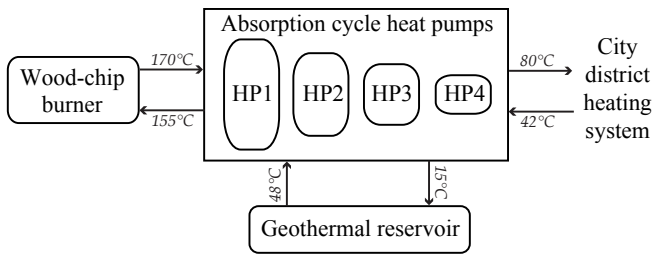 Absorption cycle heat pumps
170°C
80°C
City
district
heating
system
Wood-chip
burner
HP1
HP2
HP3
HP4
155°C
42°C
48°C
15°C
Geothermal reservoir